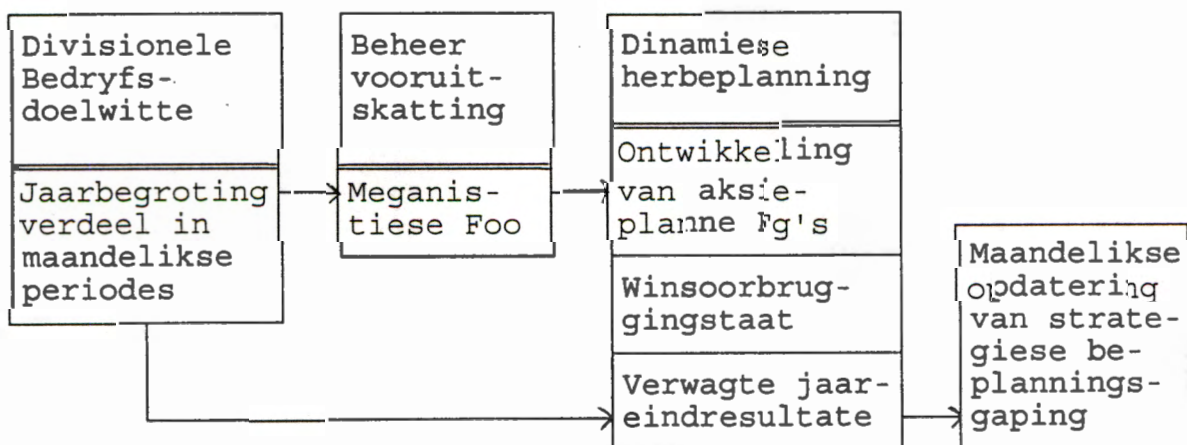 Divisionele
Bedryfs-
doelwitte
Jaarbegroting
verdeel in
maandelikse
periodes
Beheer
vooruit-
skatting
Meganis-
tiese Foo
Dinamiese
herbeplanning
Ontwikkeling
van aksie-
planne Fg's
Winsoorbrug-
gingstaat
Verwagte jaar-
eindresultate
Maandelikse
opdatering
van strate-
giese be-
plannings-
gaping